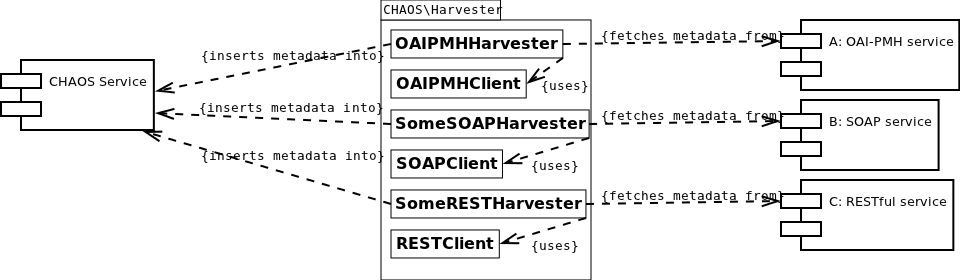 CHAOS\Harvester
OAIPMHHarvester
{fetches metadata from}
A: OAI-PMH service
{inserts metadata into}
OAIPMHClient
{uses}
CHAOS Service
{inserts metadata into}
SomeSOAPHarvester
{fetches metadata from}
B: SOAP service
{inserts metadata into}
SOAPClient
{uses}
SomeRESTHarvester
{fetches metadata from}
C: RESTful service
RESTClient
{uses}